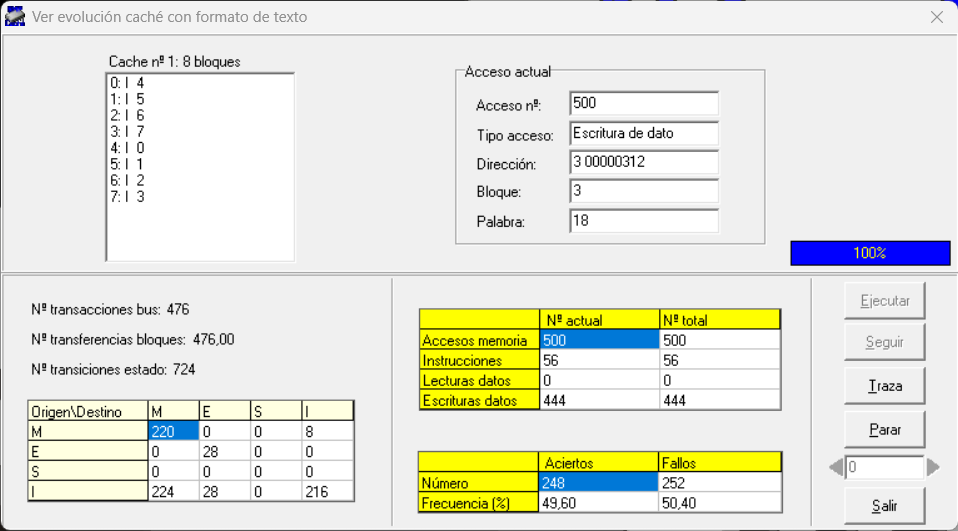 Ver evolución caché con formato de texto
Cache nº 1: 8 bloques
0: I 4
1: I 5
2: I 6
3: I 7
4: I 0
5: I 1
6: I 2
7: I 3
Acceso actual
Acceso nº: 500
Tipo acceso: Escritura de dato
Dirección: 3 00000312
Bloque: 3
Palabra: 18
100%
Nº transacciones bus: 476
Nº transferencias bloques: 476,00
Nº transiciones estado: 724
Origen\Destino M E S I
M 220 0 0 8
E 0 28 0 0
S 0 0 0 0
I 224 28 0 216
Nº actual Nº total
Accesos memoria 500 500
Instrucciones 56 56
Lecturas datos 0 0
Escrituras datos 444 444
Aciertos Fallos
Número 248 252
Frecuencia (%) 49,60 50,40
Ejecutar
Seguir
Traza
Parar
0
Salir